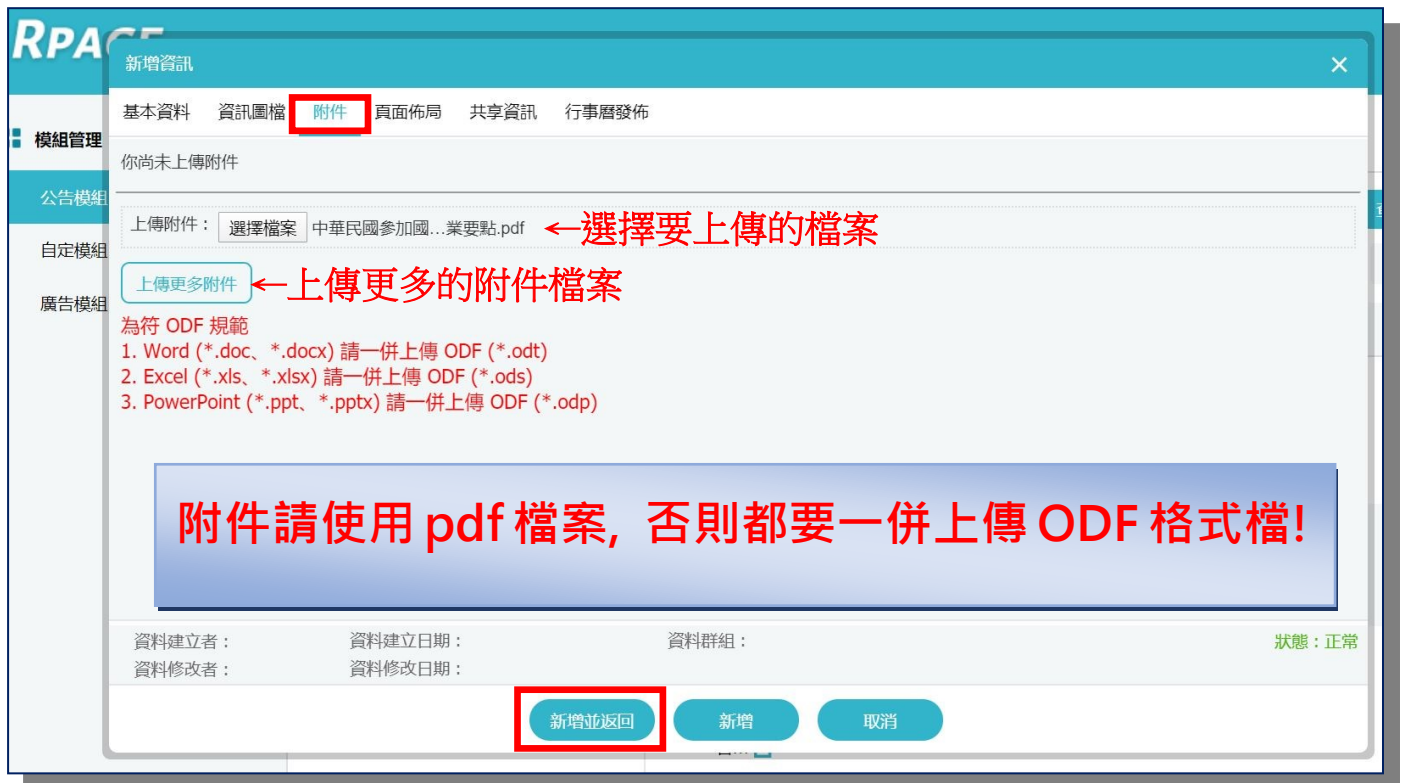 RPAGE
新增資訊
×
基本資料 資訊圖檔 附件 頁面佈局 共享資訊 行事曆發佈
模組管理
你尚未上傳附件
公告模組
上傳附件： 選擇檔案 中華民國參加國…業要點.pdf ←選擇要上傳的檔案
自定模組
上傳更多附件 ←上傳更多的附件檔案
廣告模組
為符 ODF 規範
1. Word (*.doc、*.docx) 請一併上傳 ODF (*.odt)
2. Excel (*.xls、*.xlsx) 請一併上傳 ODF (*.ods)
3. PowerPoint (*.ppt、*.pptx) 請一併上傳 ODF (*.odp)
附件請使用 pdf 檔案, 否則都要一併上傳 ODF 格式檔!
資料建立者： 資料建立日期： 資料群組： 狀態：正常
資料修改者： 資料修改日期：
新增並返回 新增 取消